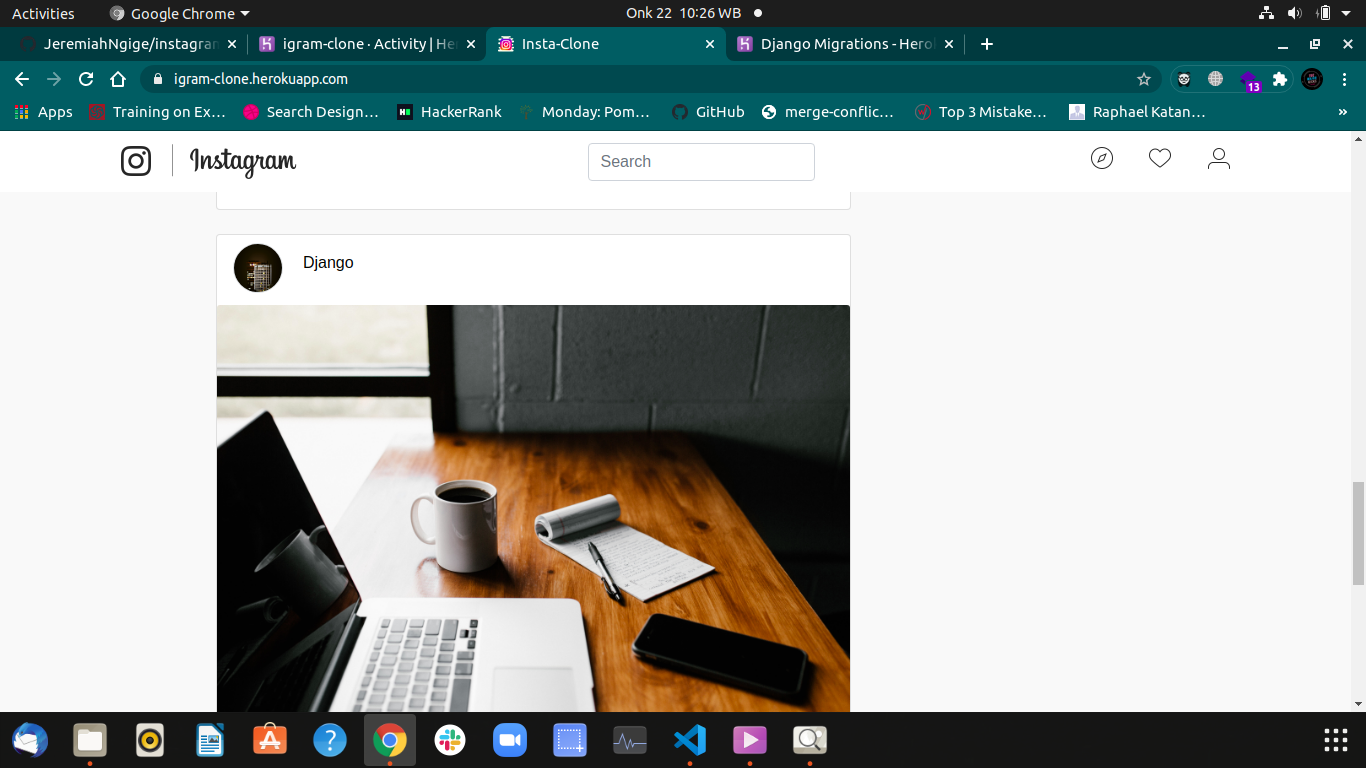 Activities Google Chrome Onk 22 10:26 WB
JeremiahNgige/instagran igram-clone · Activity | He Insta-Clone Django Migrations - Hero
igram-clone.herokuapp.com
13
Apps Training on Ex… Search Design… HackerRank Monday: Pom… GitHub merge-conflic… Top 3 Mistake… Raphael Katan… »
Instagram Search
Django